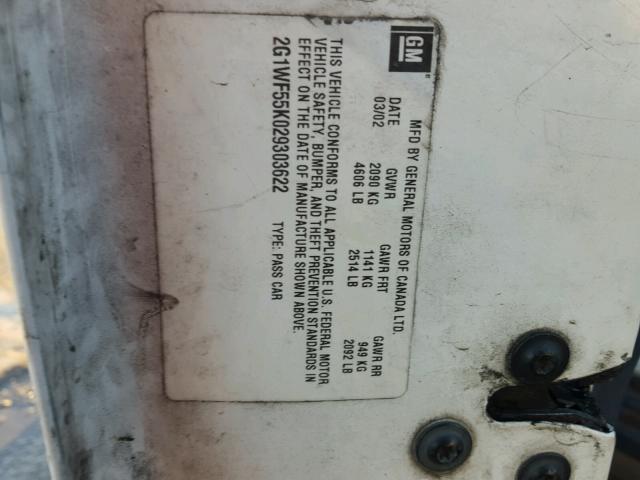 GM
MFD BY GENERAL MOTORS OF CANADA LTD.
DATE GVWR GAWR FRT GAWR RR
03/02 2090 KG 1141 KG 949 KG
4606 LB 2514 LB 2092 LB
THIS VEHICLE CONFORMS TO ALL APPLICABLE U.S. FEDERAL MOTOR
VEHICLE SAFETY, BUMPER, AND THEFT PREVENTION STANDARDS IN
EFFECT ON THE DATE OF MANUFACTURE SHOWN ABOVE.
2G1WF55K029303622 TYPE: PASS CAR